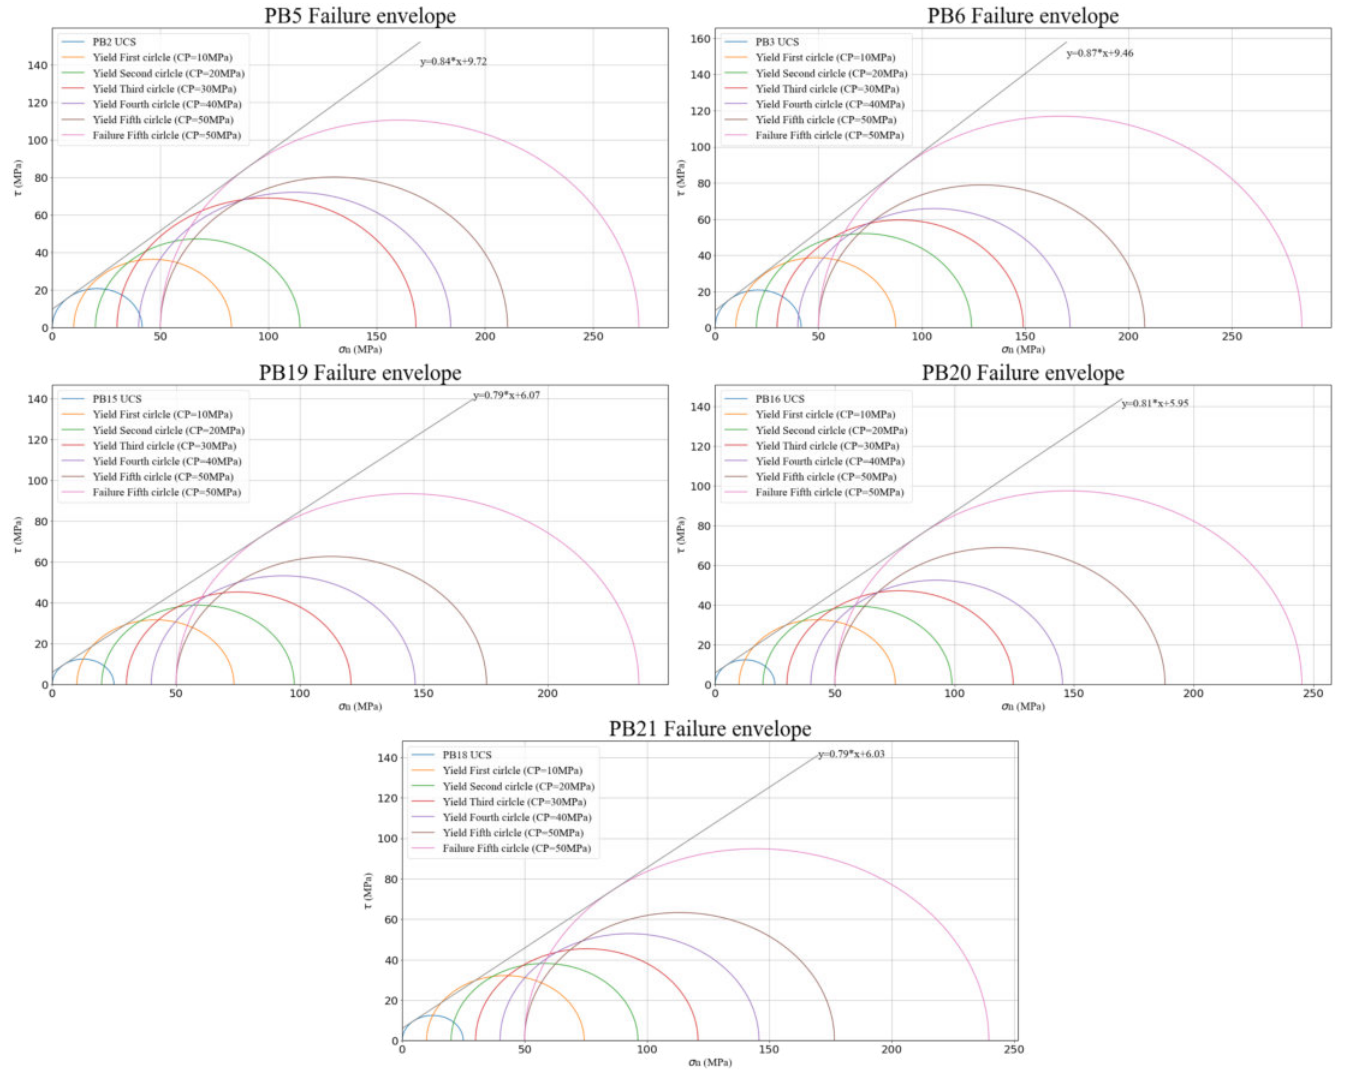 PB5 Failure envelope
PB2 UCS
Yield First cirlcle (CP=10MPa)
Yield Second cirlcle (CP=20MPa)
Yield Third cirlcle (CP=30MPa)
Yield Fourth cirlcle (CP=40MPa)
Yield Fifth cirlcle (CP=50MPa)
Failure Fifth cirlcle (CP=50MPa)
y=0.84*x+9.72
140
120
100
80
60
40
20
0
τ (MPa)
0 50 100 150 200 250
σn (MPa)
PB6 Failure envelope
PB3 UCS
Yield First cirlcle (CP=10MPa)
Yield Second cirlcle (CP=20MPa)
Yield Third cirlcle (CP=30MPa)
Yield Fourth cirlcle (CP=40MPa)
Yield Fifth cirlcle (CP=50MPa)
Failure Fifth cirlcle (CP=50MPa)
y=0.87*x+9.46
160
140
120
100
80
60
40
20
0
τ (MPa)
0 50 100 150 200 250
σn (MPa)
PB19 Failure envelope
PB15 UCS
Yield First cirlcle (CP=10MPa)
Yield Second cirlcle (CP=20MPa)
Yield Third cirlcle (CP=30MPa)
Yield Fourth cirlcle (CP=40MPa)
Yield Fifth cirlcle (CP=50MPa)
Failure Fifth cirlcle (CP=50MPa)
y=0.79*x+6.07
140
120
100
80
60
40
20
0
τ (MPa)
0 50 100 150 200
σn (MPa)
PB20 Failure envelope
PB16 UCS
Yield First cirlcle (CP=10MPa)
Yield Second cirlcle (CP=20MPa)
Yield Third cirlcle (CP=30MPa)
Yield Fourth cirlcle (CP=40MPa)
Yield Fifth cirlcle (CP=50MPa)
Failure Fifth cirlcle (CP=50MPa)
y=0.81*x+5.95
140
120
100
80
60
40
20
0
τ (MPa)
0 50 100 150 200 250
σn (MPa)
PB21 Failure envelope
PB18 UCS
Yield First cirlcle (CP=10MPa)
Yield Second cirlcle (CP=20MPa)
Yield Third cirlcle (CP=30MPa)
Yield Fourth cirlcle (CP=40MPa)
Yield Fifth cirlcle (CP=50MPa)
Failure Fifth cirlcle (CP=50MPa)
y=0.79*x+6.03
140
120
100
80
60
40
20
0
τ (MPa)
0 50 100 150 200 250
σn (MPa)